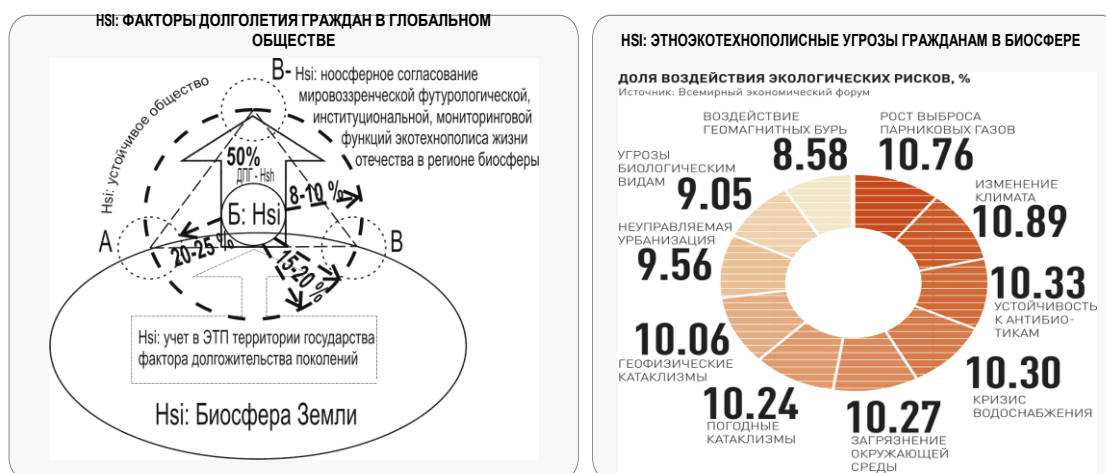 HSI: ФАКТОРЫ ДОЛГОЛЕТИЯ ГРАЖДАН В ГЛОБАЛЬНОМ
ОБЩЕСТВЕ
В- Hsi: ноосферное согласование
мировоззренческой футурологической,
институциональной, мониторинговой
функций экотехнополиса жизни
отечества в регионе биосферы
Hsi: устойчивое общество
50%
ДПГ - Hsh
8-10 %
Б: Hsi
А
В
20-25 %
15-20 %
Hsi: учет в ЭТП территории государства
фактора долгожительства поколений
Hsi: Биосфера Земли
HSI: ЭТНОЭКОТЕХНОПОЛИСНЫЕ УГРОЗЫ ГРАЖДАНАМ В БИОСФЕРЕ
ДОЛЯ ВОЗДЕЙСТВИЯ ЭКОЛОГИЧЕСКИХ РИСКОВ, %
Источник: Всемирный экономический форум
ВОЗДЕЙСТВИЕ
ГЕОМАГНИТНЫХ БУРЬ
8.58
РОСТ ВЫБРОСА
ПАРНИКОВЫХ ГАЗОВ
10.76
УГРОЗЫ
БИОЛОГИЧЕСКИМ
ВИДАМ
9.05
ИЗМЕНЕНИЕ
КЛИМАТА
10.89
НЕУПРАВЛЯЕМАЯ
УРБАНИЗАЦИЯ
9.56
10.33
УСТОЙЧИВОСТЬ
К АНТИБИО-
ТИКАМ
10.06
ГЕОФИЗИЧЕСКИЕ
КАТАКЛИЗМЫ
10.30
КРИЗИС
ВОДОСНАБЖЕНИЯ
10.24
ПОГОДНЫЕ
КАТАКЛИЗМЫ
10.27
ЗАГРЯЗНЕНИЕ
ОКРУЖАЮЩЕЙ
СРЕДЫ